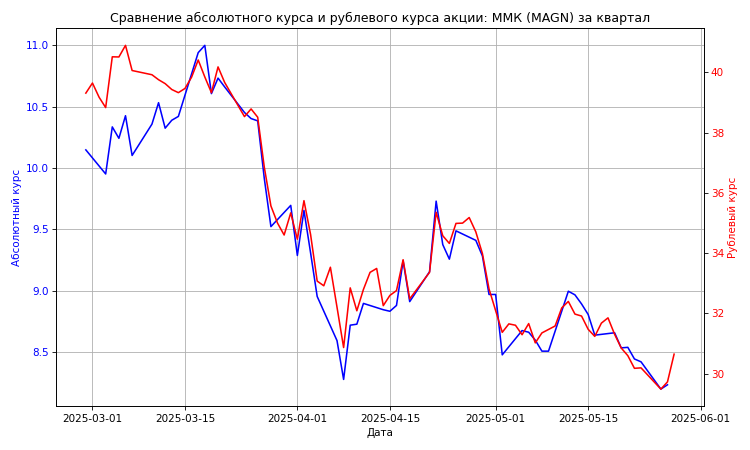 Сравнение абсолютного курса и рублевого курса акции: ММК (MAGN) за квартал
11.0
10.5
10.0
9.5
9.0
8.5
Абсолютный курс
40
38
36
34
32
30
Рублевый курс
2025-03-01 2025-03-15 2025-04-01 2025-04-15 2025-05-01 2025-05-15 2025-06-01
Дата